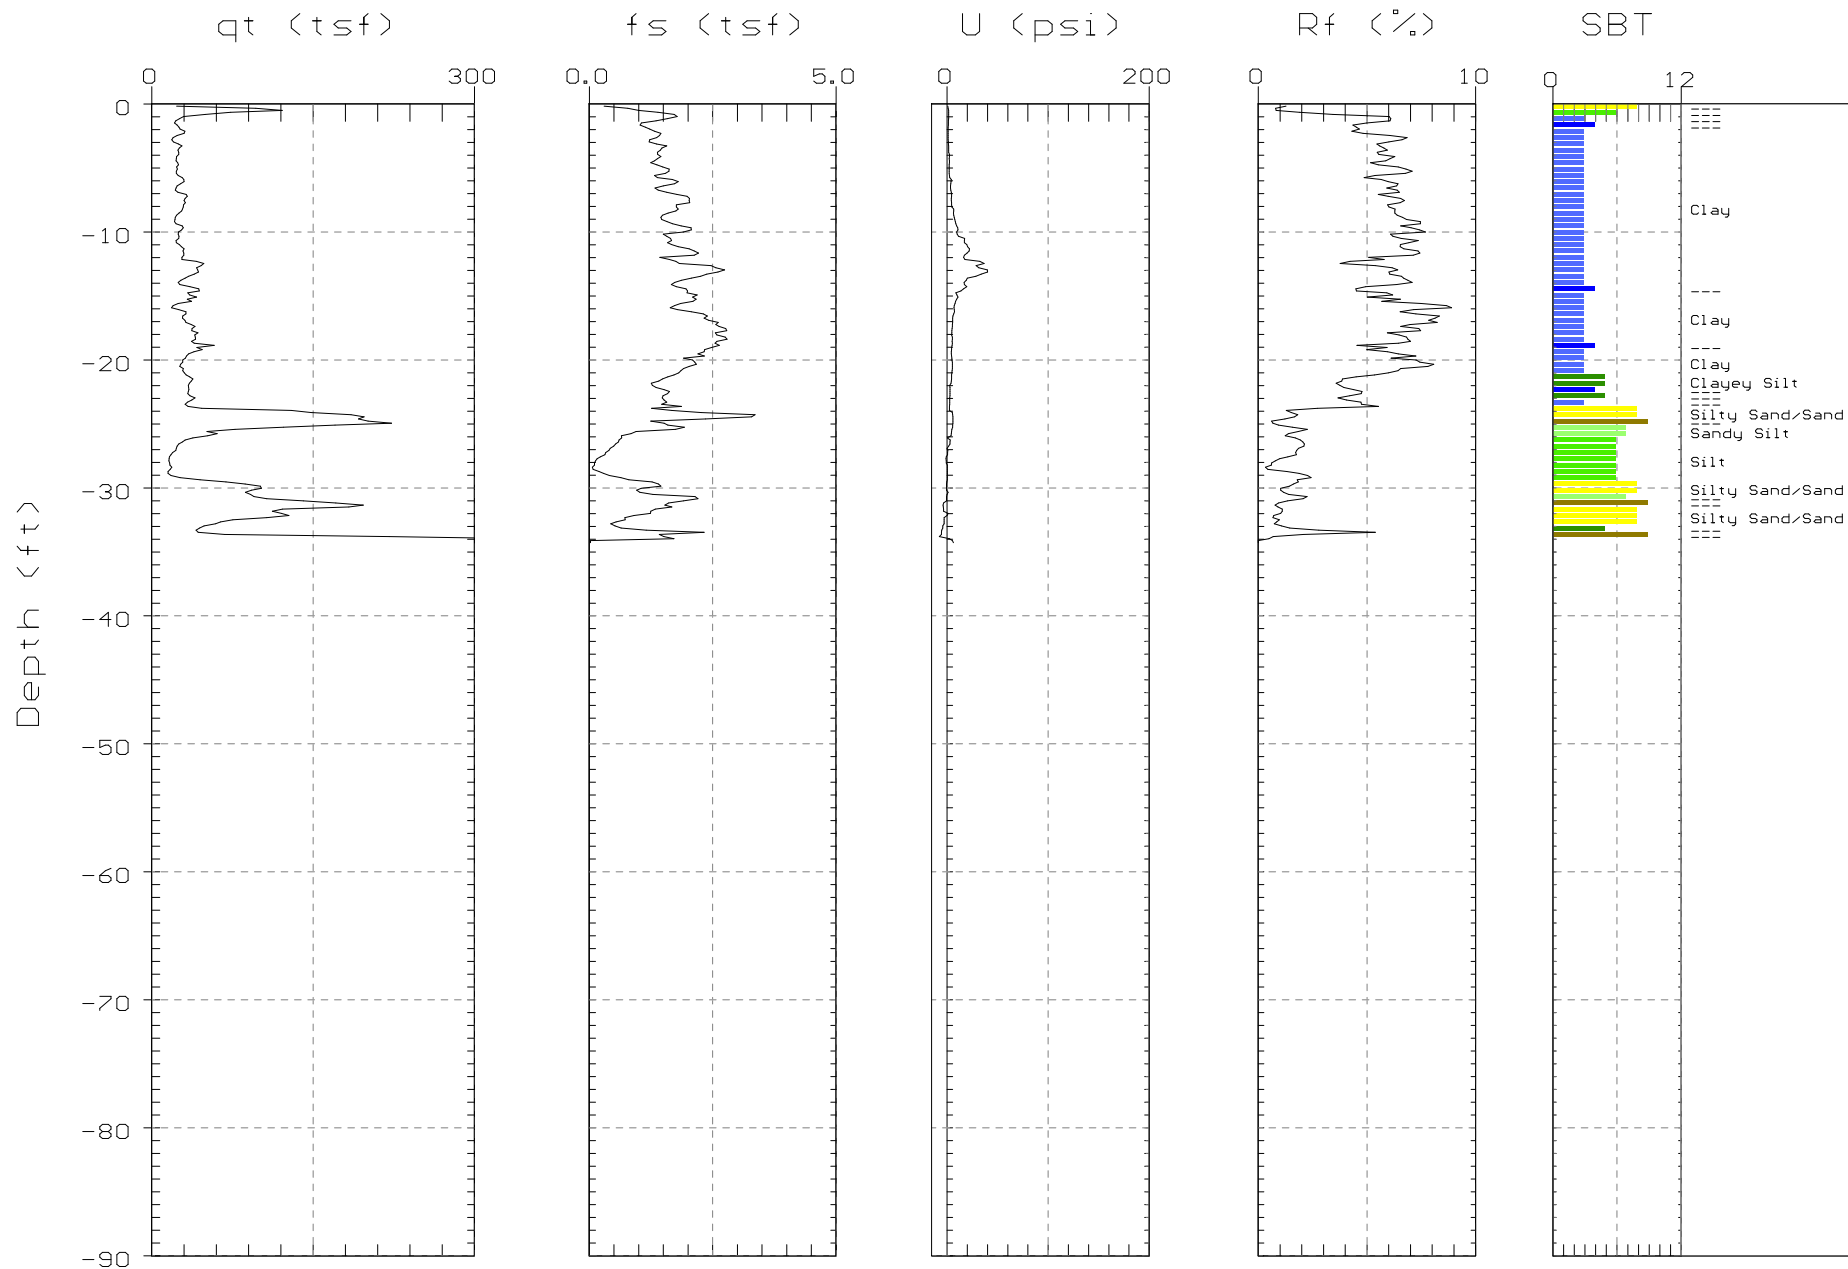 qt (tsf) fs (tsf) U (psi) Rf (%) SBT
0 300 0.0 5.0 0 200 0 10 0 12
0
-10
-20
-30
-40
-50
-60
-70
-80
-90
Depth (ft)
Clay
Clay
Clay
Clayey Silt
Silty Sand/Sand
Sandy Silt
Silt
Silty Sand/Sand
Silty Sand/Sand